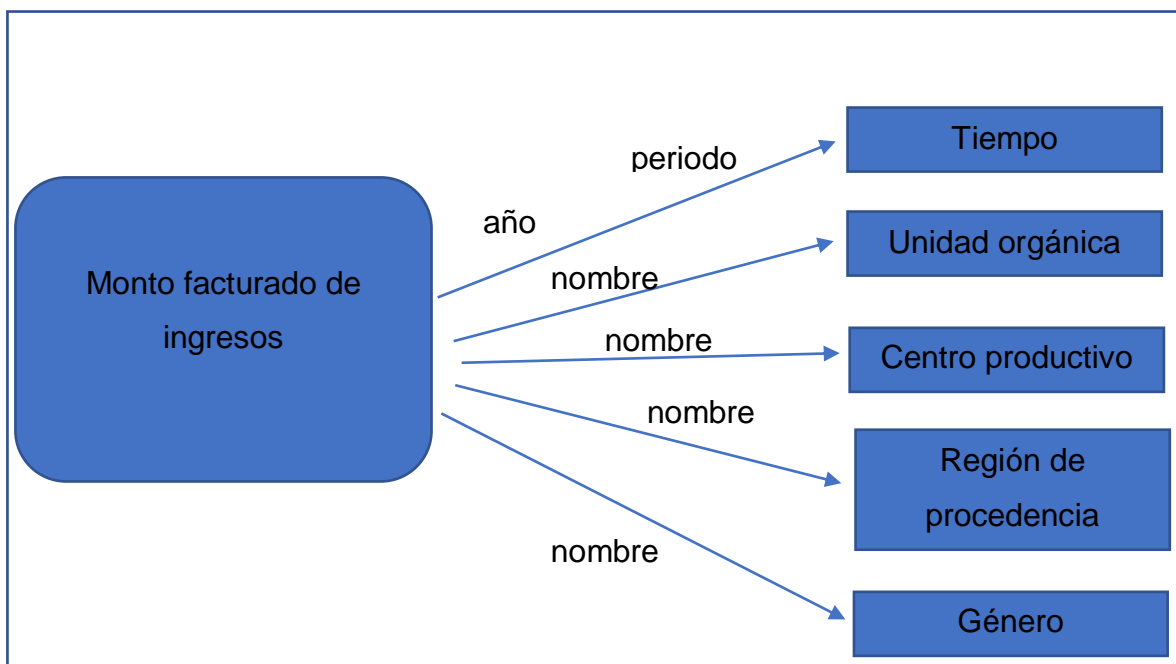 Monto facturado de
ingresos
año
periodo
nombre
nombre
nombre
nombre
Tiempo
Unidad orgánica
Centro productivo
Región de
procedencia
Género